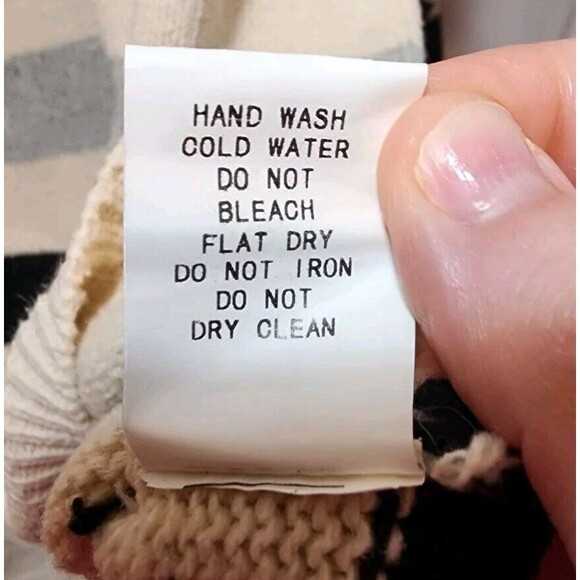 HAND WASH
COLD WATER
DO NOT
BLEACH
FLAT DRY
DO NOT IRON
DO NOT
DRY CLEAN